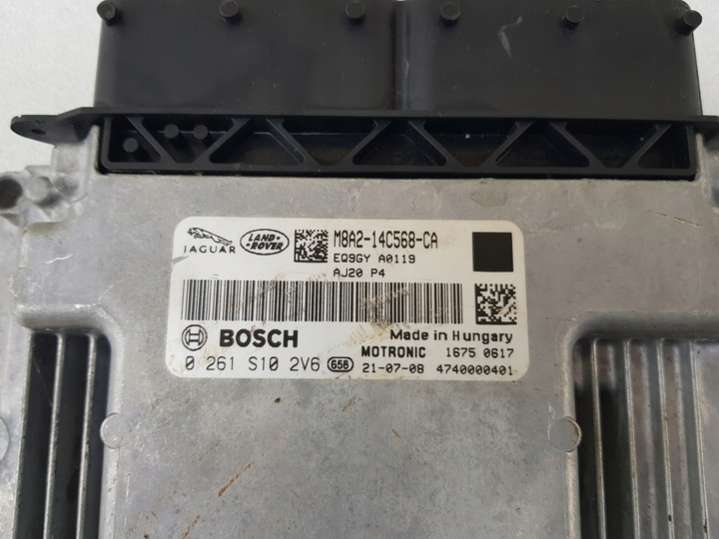 JAGUAR
LAND-ROVER
M8A2-14C568-CA
EQ9GY A0119
AJ20 P4
BOSCH
Made in Hungary
MOTRONIC 1675 0617
0 261 S10 2V6 658 21-07-08 4740000401